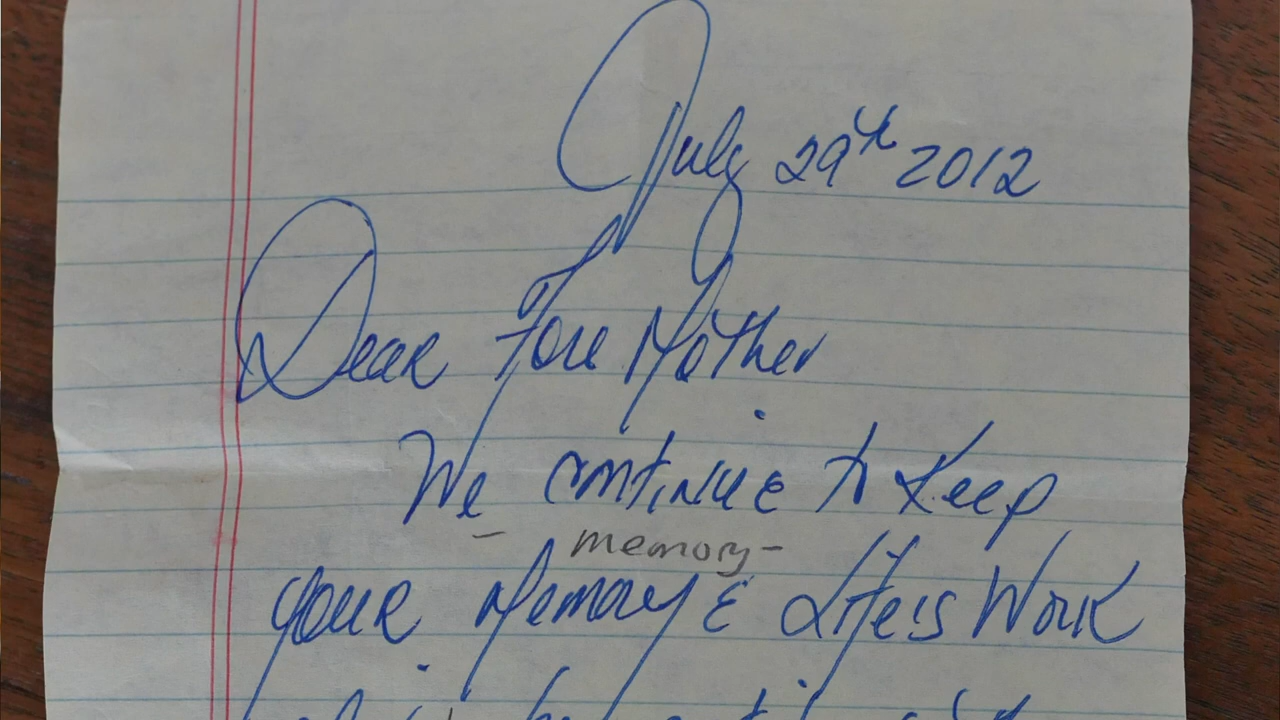 July 29th 2012
Dear Fore Mother
We continue to Keep
- memory -
your Memory & Life's Work